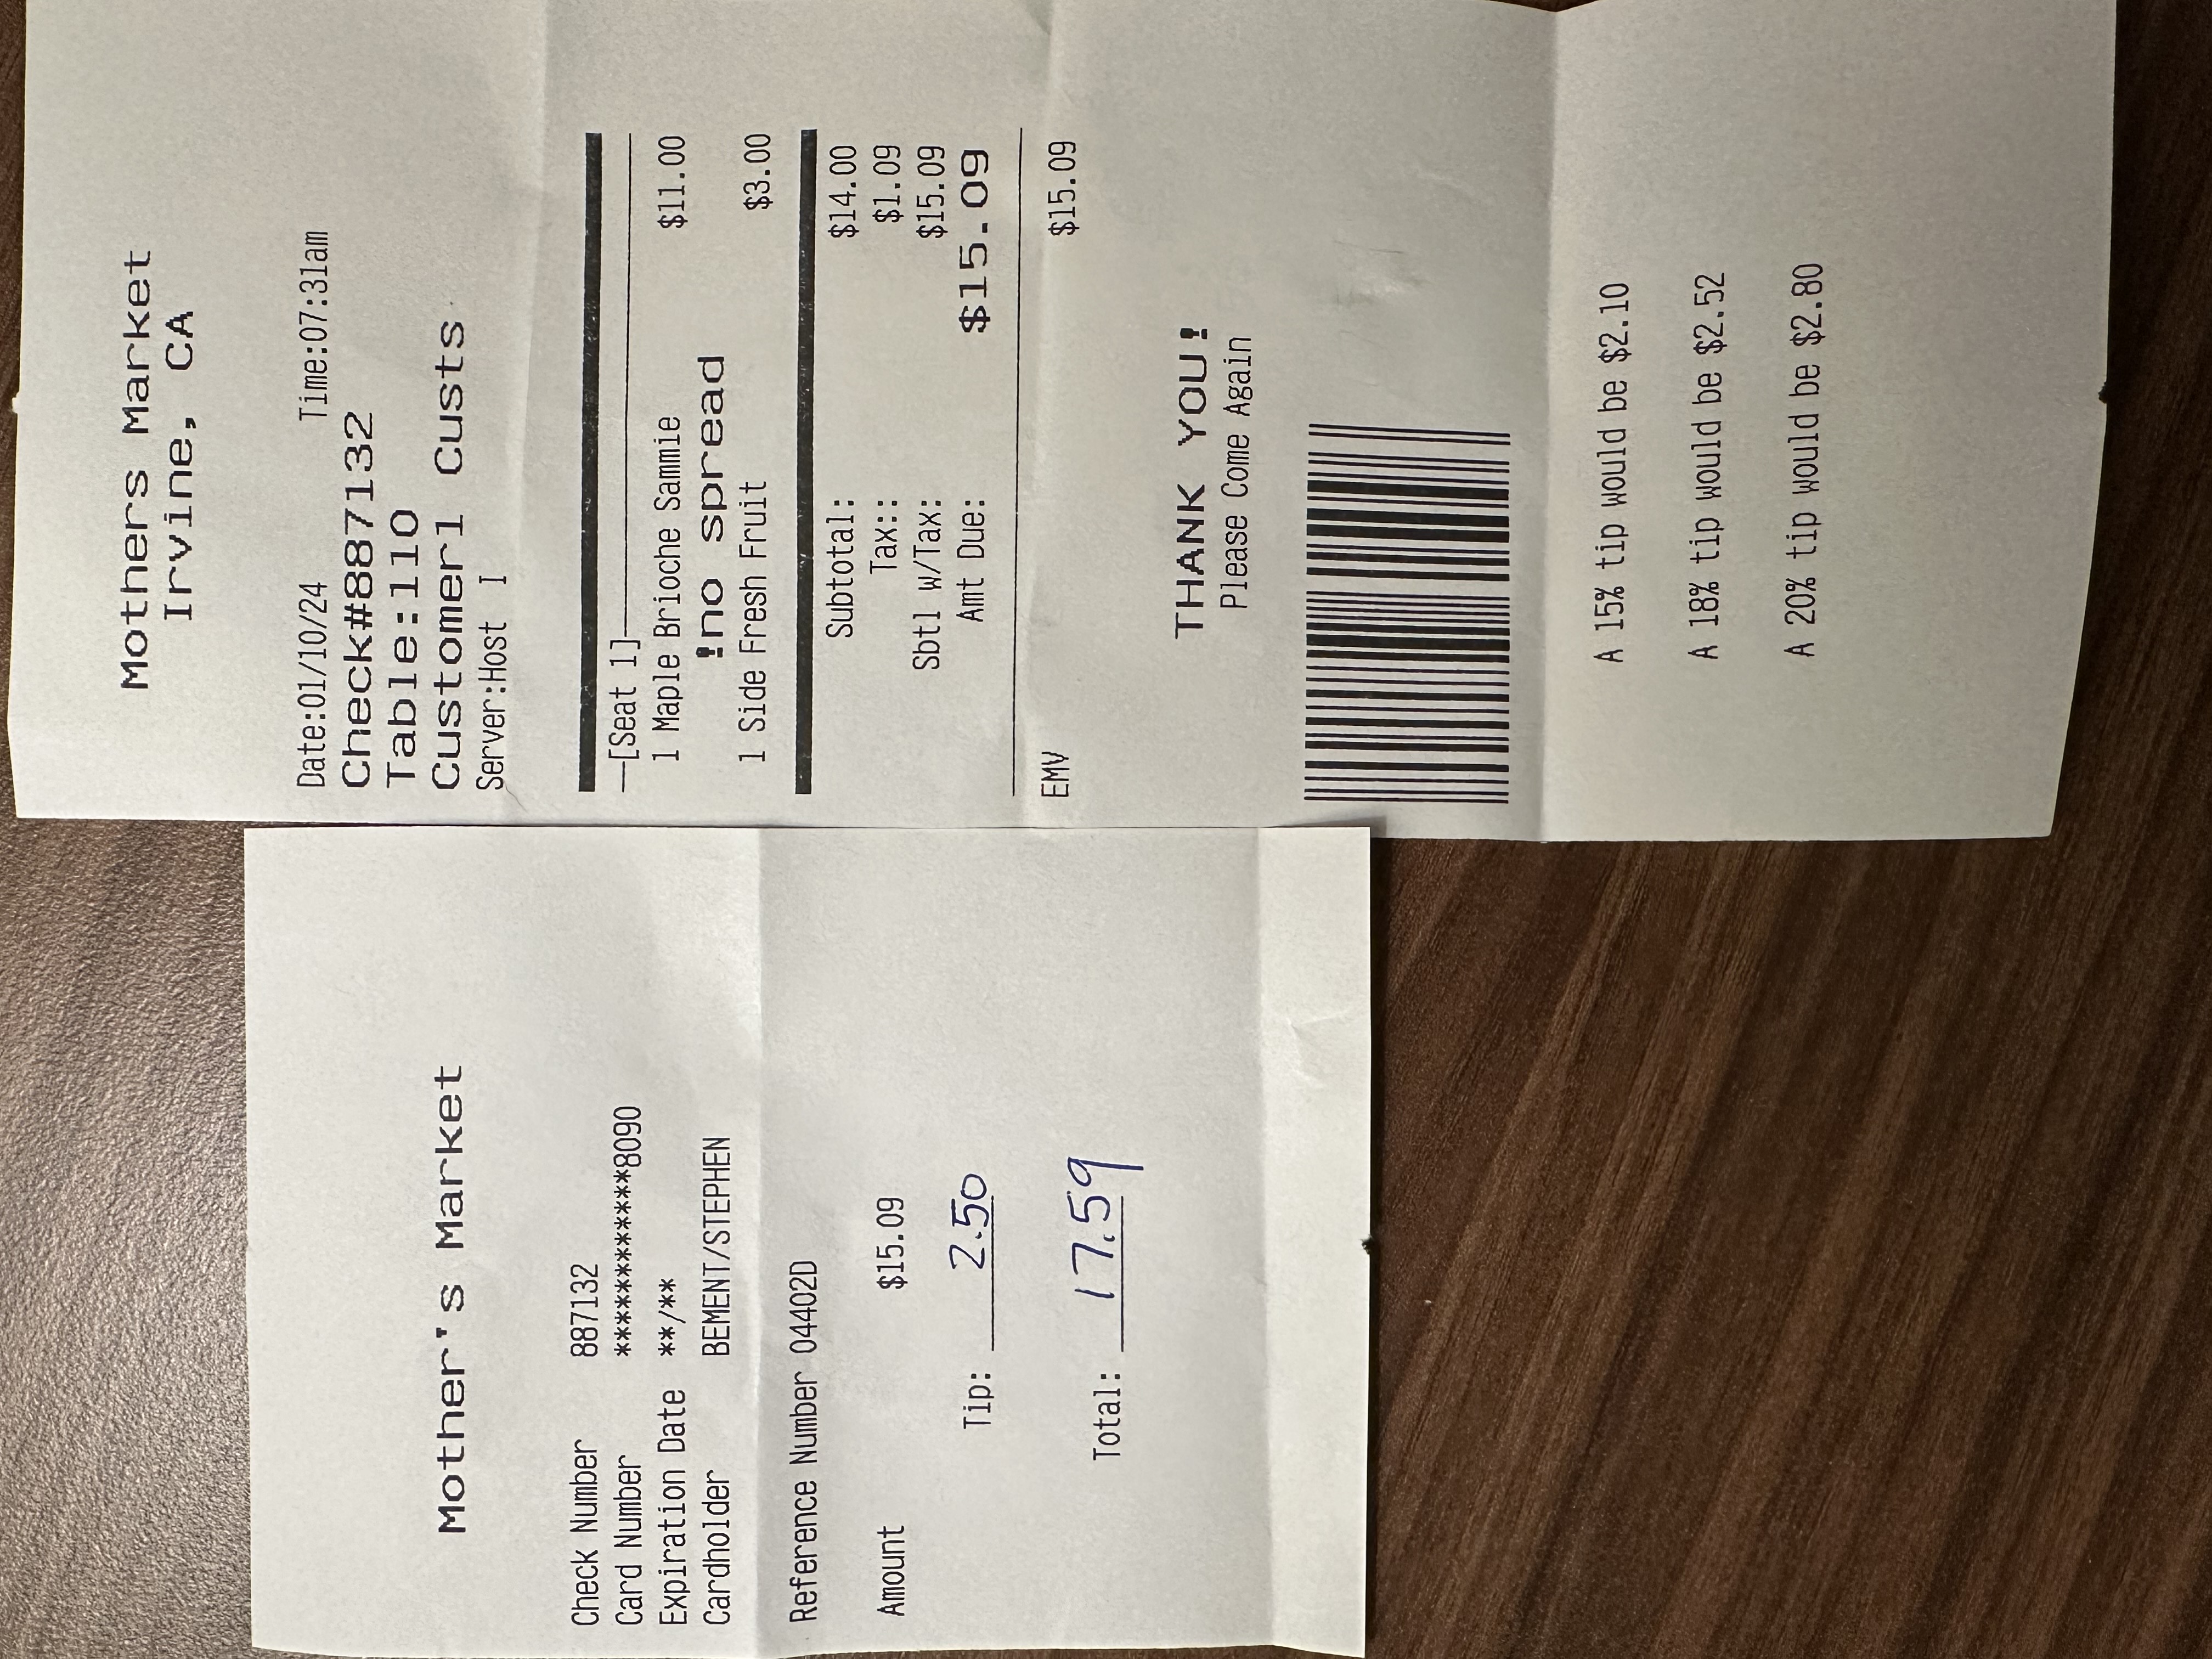 Mother's Market
Check Number 887132
Card Number ************8090
Expiration Date **/**
Cardholder BEMENT/STEPHEN
Reference Number 04402D
Amount $15.09
Tip: 2.50
Total: 17.59
Mothers Market
Irvine, CA
Date:01/10/24 Time:07:31am
Check#887132
Table:110
Customer1 Custs
Server:Host I
[Seat 1]
1 Maple Brioche Sammie $11.00
!no spread
1 Side Fresh Fruit $3.00
Subtotal: $14.00
Tax:: $1.09
Sbtl w/Tax: $15.09
Amt Due: $15.09
EMV $15.09
THANK YOU!
Please Come Again
A 15% tip would be $2.10
A 18% tip would be $2.52
A 20% tip would be $2.80